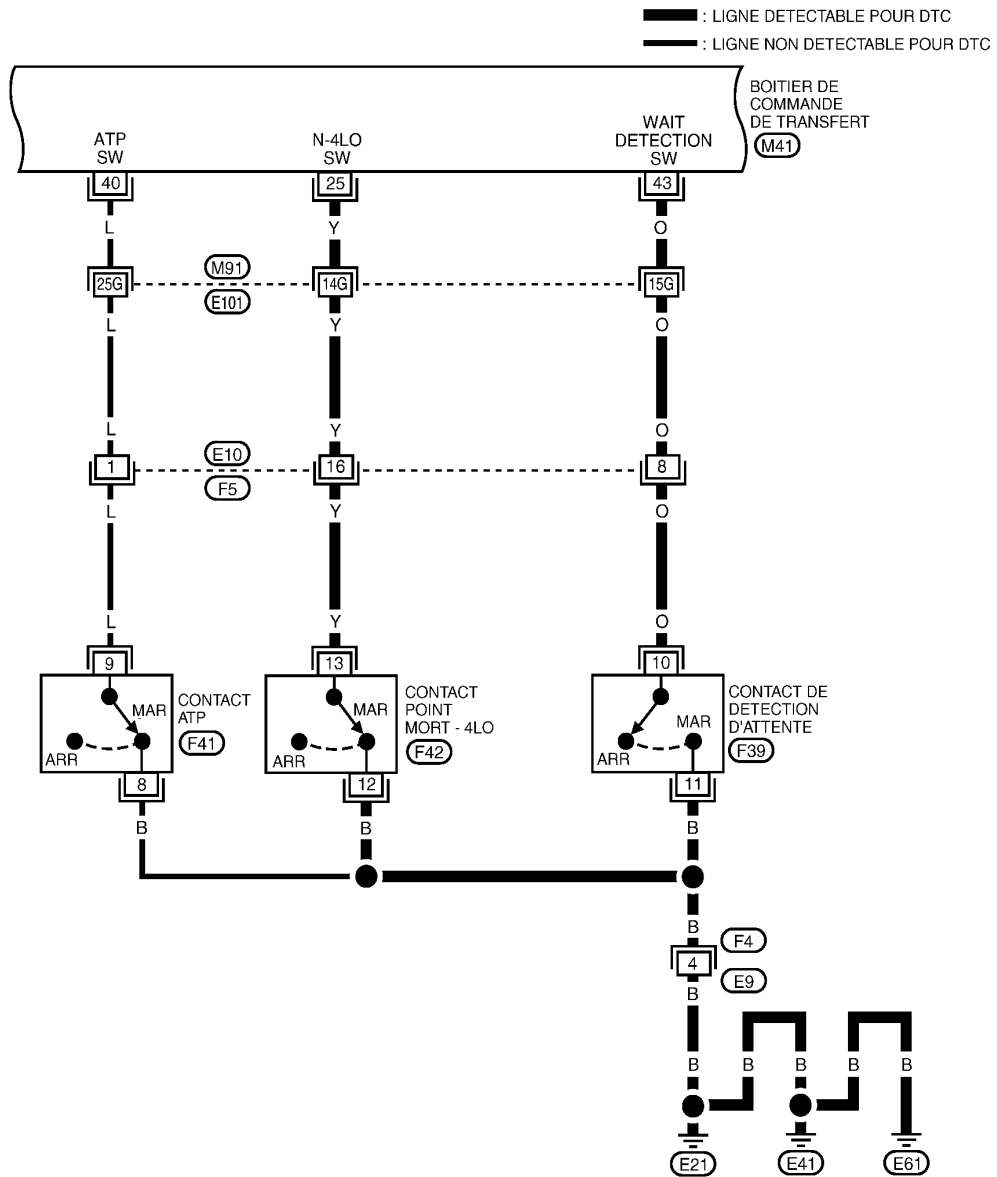 : LIGNE DETECTABLE POUR DTC
: LIGNE NON DETECTABLE POUR DTC
BOITIER DE
COMMANDE
DE TRANSFERT
M41
ATP
SW
N-4LO
SW
WAIT
DETECTION
SW
40
25
43
L
Y
O
25G
M91
E101
14G
15G
L
Y
O
L
Y
O
1
E10
F5
16
8
L
Y
O
L
Y
O
9
13
10
MAR
ARR
CONTACT
ATP
F41
MAR
ARR
CONTACT
POINT
MORT - 4LO
F42
MAR
ARR
CONTACT DE
DETECTION
D'ATTENTE
F39
8
12
11
B
B
B
B
F4
4
E9
B
B
B
B
B
B
E21
E41
E61